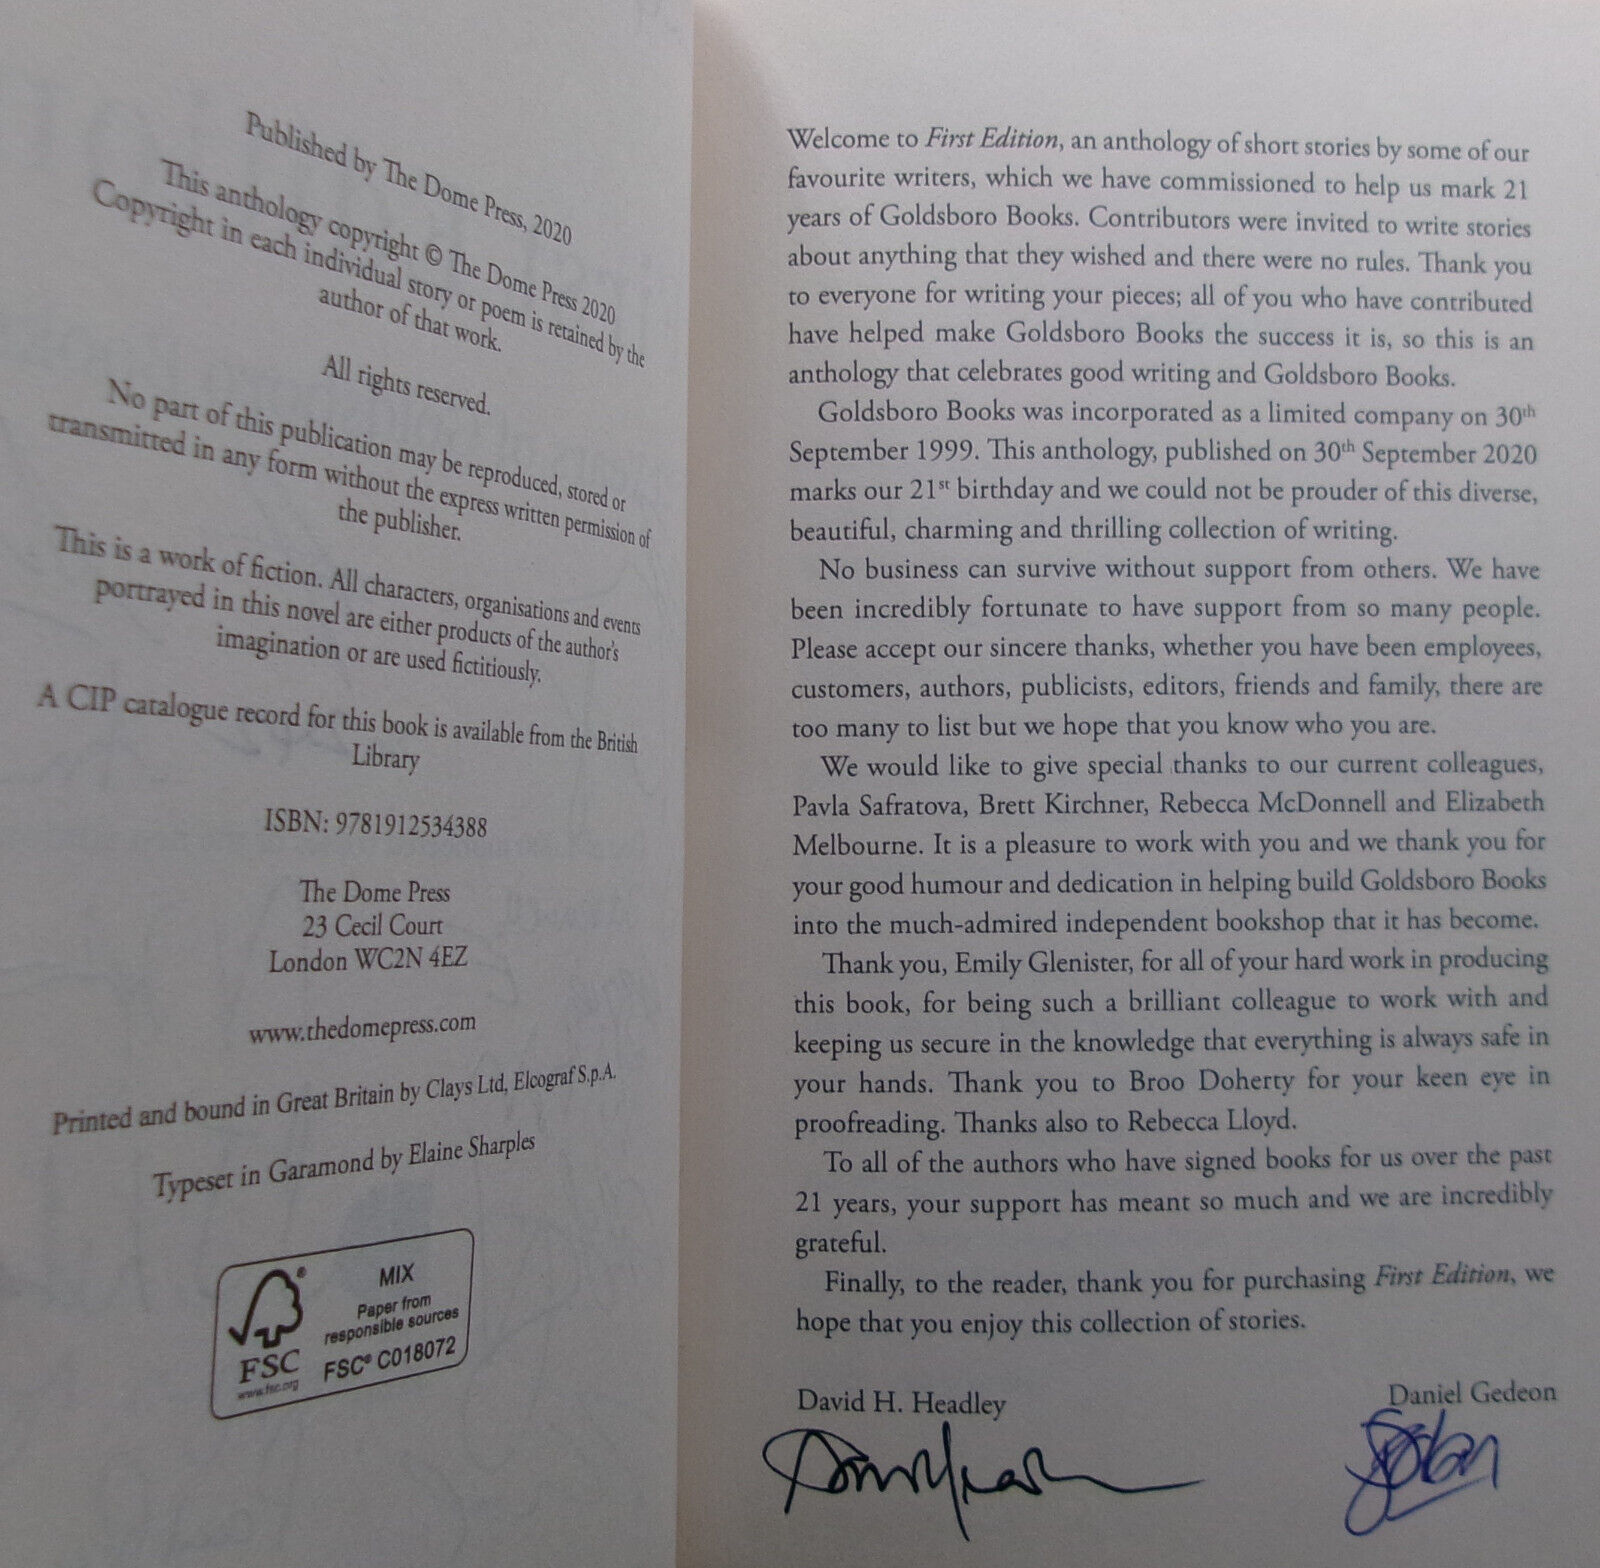 Published by The Dome Press, 2020
This anthology copyright © The Dome Press 2020
Copyright in each individual story or poem is retained by the
author of that work.
All rights reserved.
No part of this publication may be reproduced, stored or
transmitted in any form without the express written permission of
the publisher.
This is a work of fiction. All characters, organisations and events
portrayed in this novel are either products of the author's
imagination or are used fictitiously.
A CIP catalogue record for this book is available from the British
Library
ISBN: 9781912534388
The Dome Press
23 Cecil Court
London WC2N 4EZ
www.thedomepress.com
Printed and bound in Great Britain by Clays Ltd, Elcograf S.p.A.
Typeset in Garamond by Elaine Sharples
FSC
www.fsc.org
MIX
Paper from
responsible sources
FSC® C018072
Welcome to First Edition, an anthology of short stories by some of our
favourite writers, which we have commissioned to help us mark 21
years of Goldsboro Books. Contributors were invited to write stories
about anything that they wished and there were no rules. Thank you
to everyone for writing your pieces; all of you who have contributed
have helped make Goldsboro Books the success it is, so this is an
anthology that celebrates good writing and Goldsboro Books.
Goldsboro Books was incorporated as a limited company on 30th
September 1999. This anthology, published on 30th September 2020
marks our 21st birthday and we could not be prouder of this diverse,
beautiful, charming and thrilling collection of writing.
No business can survive without support from others. We have
been incredibly fortunate to have support from so many people.
Please accept our sincere thanks, whether you have been employees,
customers, authors, publicists, editors, friends and family, there are
too many to list but we hope that you know who you are.
We would like to give special thanks to our current colleagues,
Pavla Safratova, Brett Kirchner, Rebecca McDonnell and Elizabeth
Melbourne. It is a pleasure to work with you and we thank you for
your good humour and dedication in helping build Goldsboro Books
into the much-admired independent bookshop that it has become.
Thank you, Emily Glenister, for all of your hard work in producing
this book, for being such a brilliant colleague to work with and
keeping us secure in the knowledge that everything is always safe in
your hands. Thank you to Broo Doherty for your keen eye in
proofreading. Thanks also to Rebecca Lloyd.
To all of the authors who have signed books for us over the past
21 years, your support has meant so much and we are incredibly
grateful.
Finally, to the reader, thank you for purchasing First Edition, we
hope that you enjoy this collection of stories.
David H. Headley
Daniel Gedeon